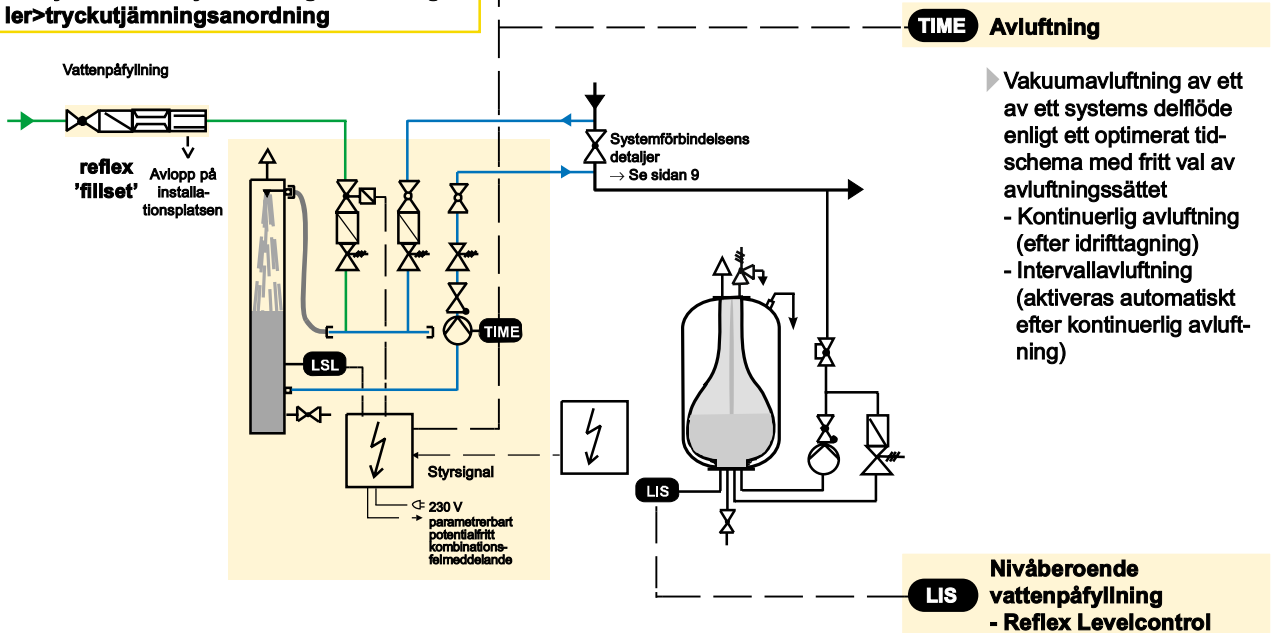 ler>tryckutjämningsanordning
Vattenpåfyllning
reflex
'fillset'
Avlopp på
installa-
tionsplatsen
Systemförbindelsens
detaljer
→ Se sidan 9
TIME
LSL
Styrsignal
230 V
parametrerbart
potentialfritt
kombinations-
felmeddelande
LIS
TIME Avluftning
Vakuumavluftning av ett
av ett systems delflöde
enligt ett optimerat tid-
schema med fritt val av
avluftningssättet
- Kontinuerlig avluftning
(efter idrifttagning)
- Intervallavluftning
(aktiveras automatiskt
efter kontinuerlig avluft-
ning)
LIS
Nivåberoende
vattenpåfyllning
- Reflex Levelcontrol